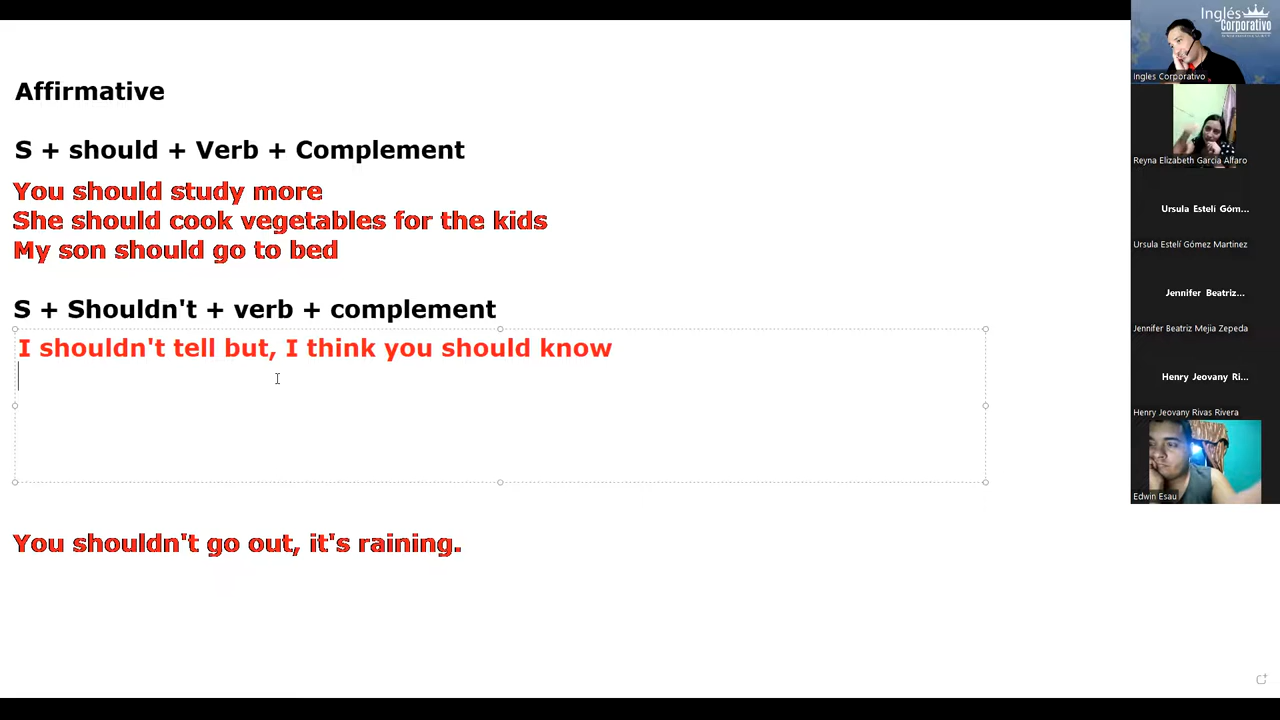 Affirmative
S + should + Verb + Complement
You should study more
She should cook vegetables for the kids
My son should go to bed
S + Shouldn't + verb + complement
I shouldn't tell but, I think you should know
You shouldn't go out, it's raining.
Inglés
Corporativo
Ingles Corporativo
Reyna Elizabeth Garcia Alfaro
Ursula Estelí Góm...
Ursula Estelí Gómez Martinez
Jennifer Beatriz...
Jennifer Beatriz Mejia Zepeda
Henry Jeovany Ri...
Henry Jeovany Rivas Rivera
Edwin Esau